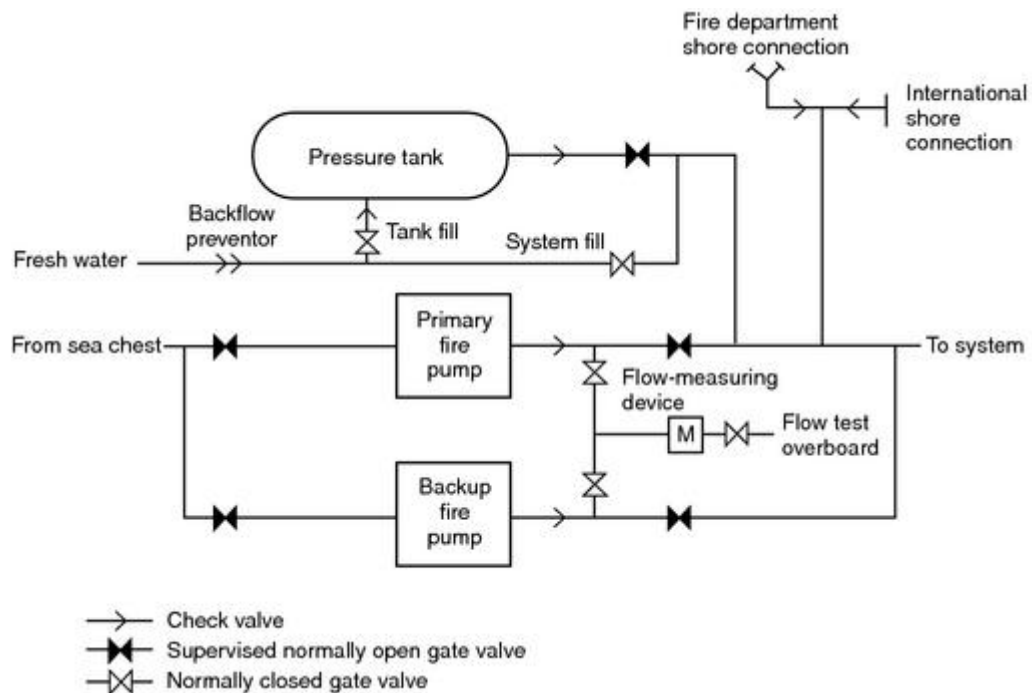 Fire department
shore connection
International
shore
connection
Pressure tank
Backflow
preventor
Tank fill
System fill
Fresh water
Primary
fire
pump
From sea chest
To system
Flow-measuring
device
M
Flow test
overboard
Backup
fire
pump
Check valve
Supervised normally open gate valve
Normally closed gate valve